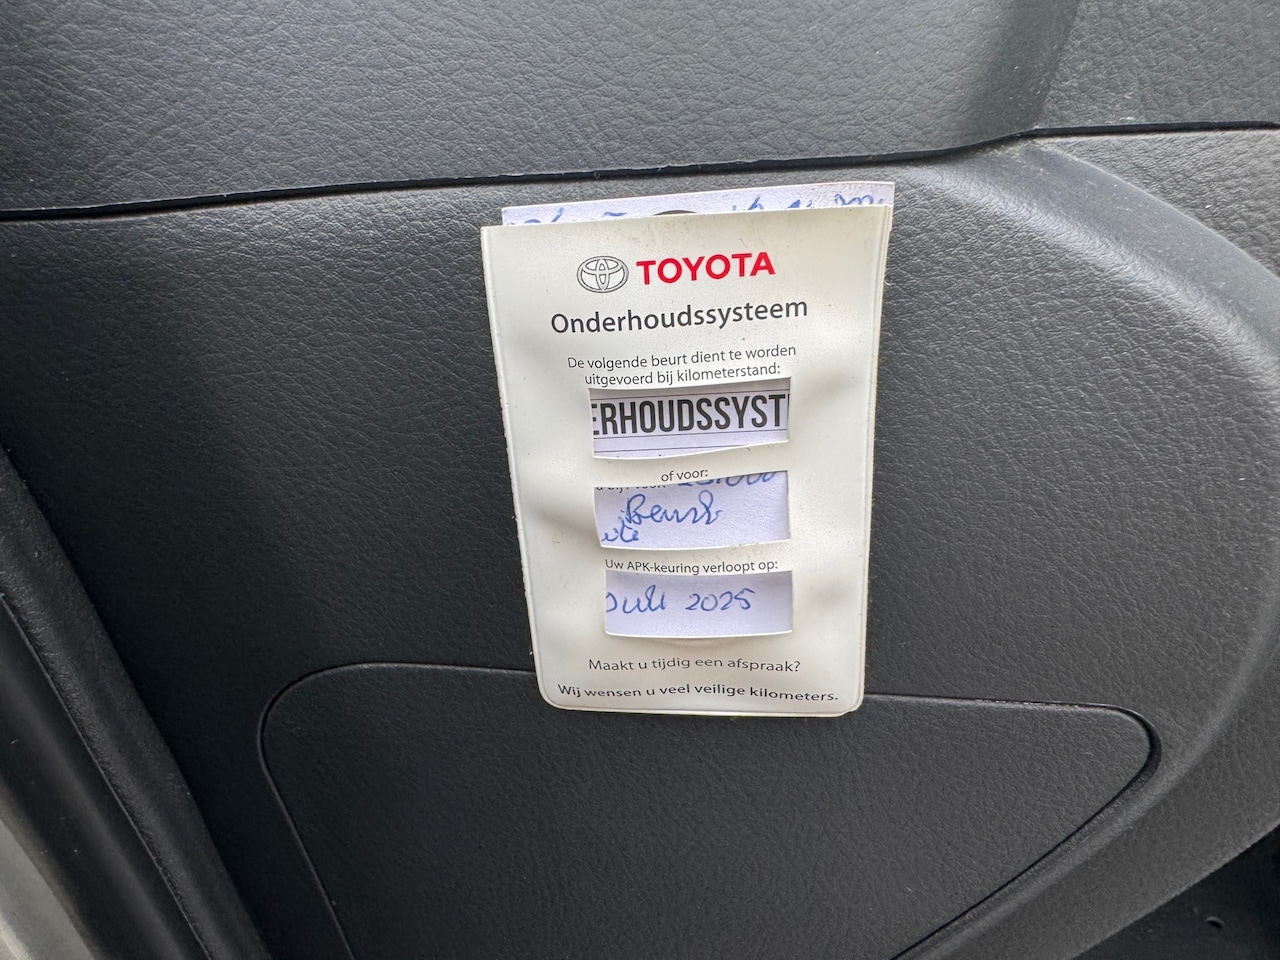 TOYOTA
Onderhoudssysteem
De volgende beurt dient te worden
uitgevoerd bij kilometerstand:
ERHOUDSSYST
of voor:
Beurt
Uw APK-keuring verloopt op:
Juli 2025
Maakt u tijdig een afspraak?
Wij wensen u veel veilige kilometers.